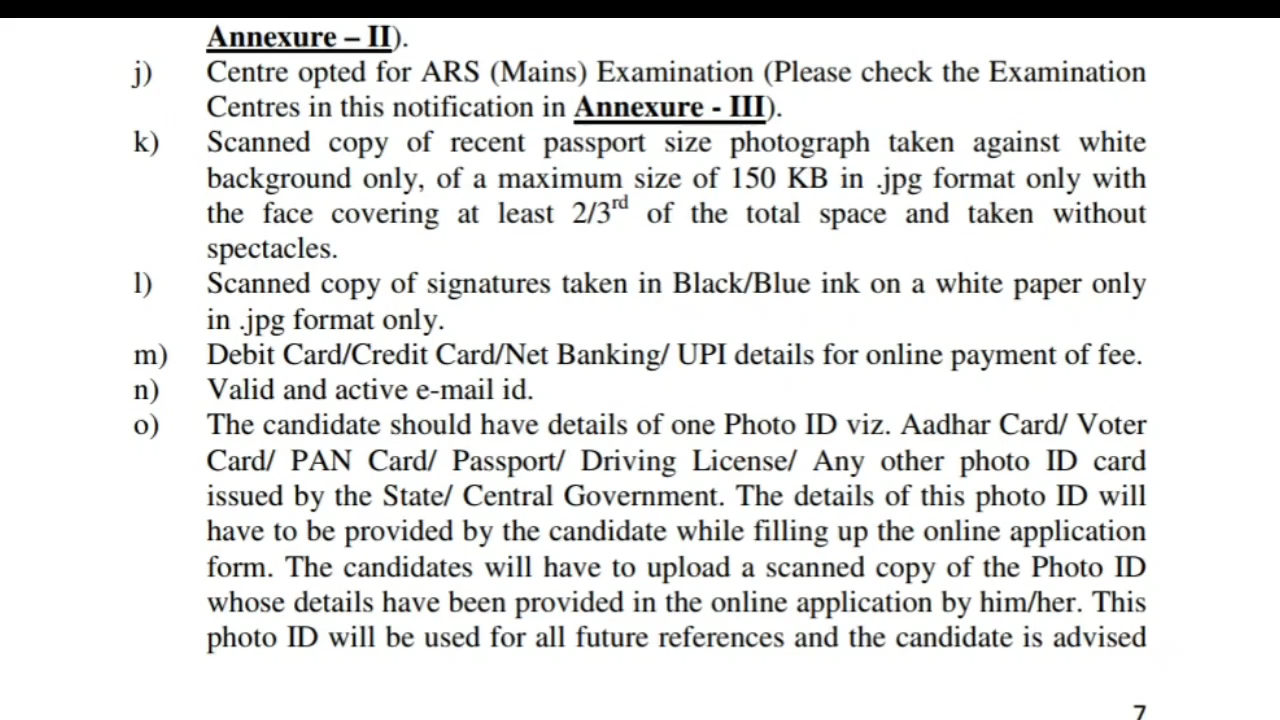 Annexure – II).
j) Centre opted for ARS (Mains) Examination (Please check the Examination
Centres in this notification in Annexure - III).
k) Scanned copy of recent passport size photograph taken against white
background only, of a maximum size of 150 KB in .jpg format only with
the face covering at least 2/3rd of the total space and taken without
spectacles.
l) Scanned copy of signatures taken in Black/Blue ink on a white paper only
in .jpg format only.
m) Debit Card/Credit Card/Net Banking/ UPI details for online payment of fee.
n) Valid and active e-mail id.
o) The candidate should have details of one Photo ID viz. Aadhar Card/ Voter
Card/ PAN Card/ Passport/ Driving License/ Any other photo ID card
issued by the State/ Central Government. The details of this photo ID will
have to be provided by the candidate while filling up the online application
form. The candidates will have to upload a scanned copy of the Photo ID
whose details have been provided in the online application by him/her. This
photo ID will be used for all future references and the candidate is advised
7